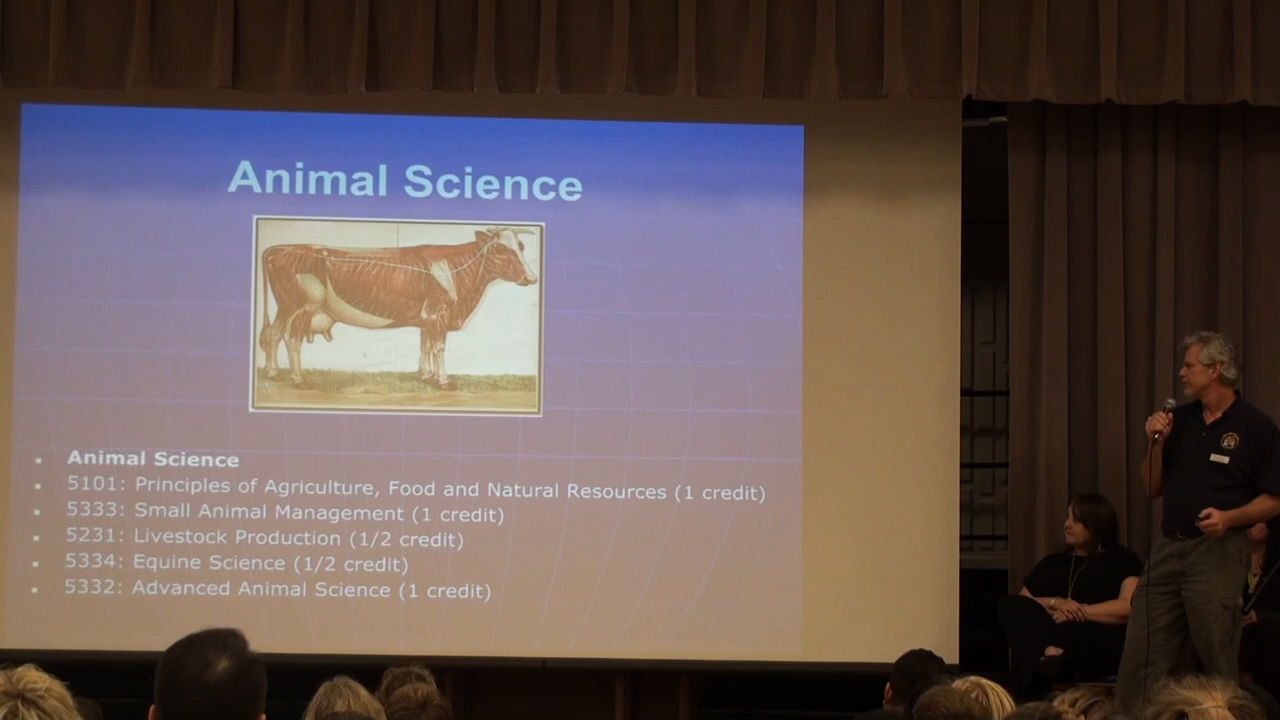 Animal Science
Animal Science
5101: Principles of Agriculture, Food and Natural Resources (1 credit)
5333: Small Animal Management (1 credit)
5231: Livestock Production (1/2 credit)
5334: Equine Science (1/2 credit)
5332: Advanced Animal Science (1 credit)